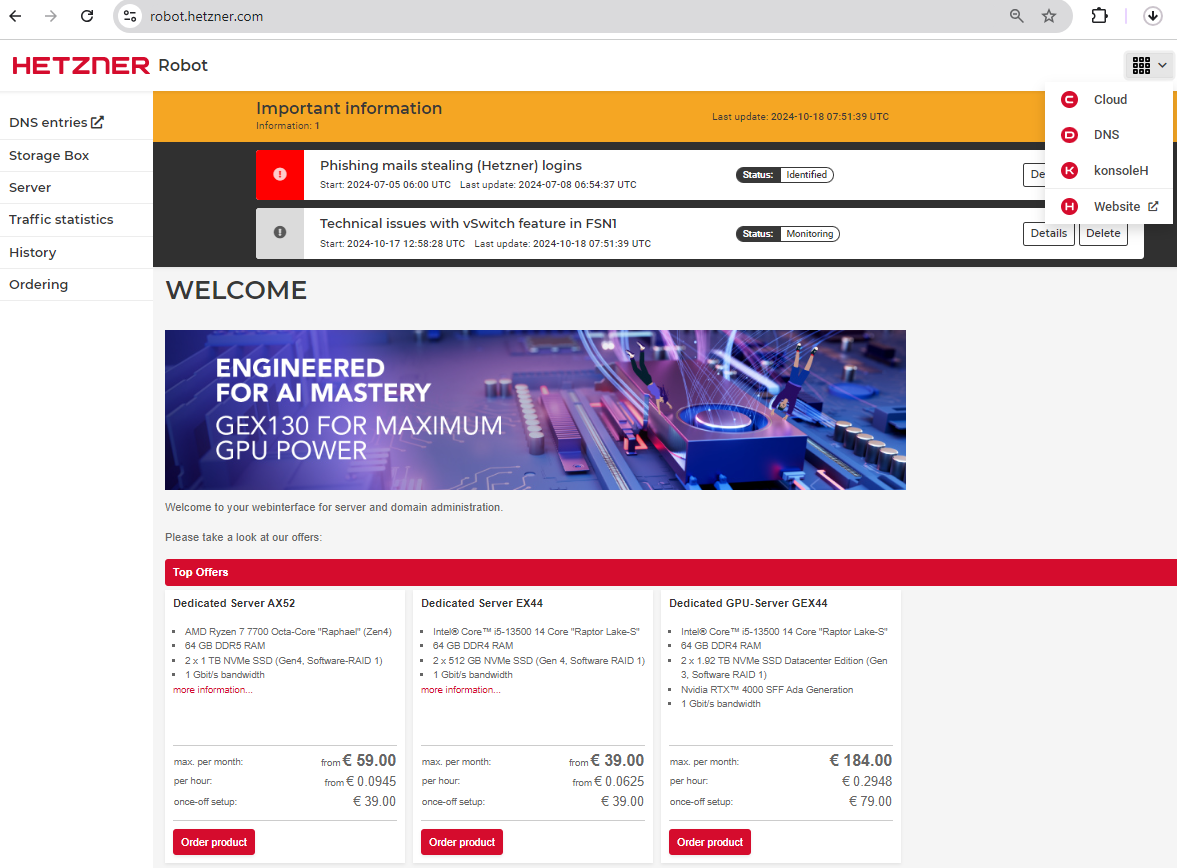 robot.hetzner.com
HETZNER Robot
Cloud
DNS
konsoleH
Website
DNS entries
Storage Box
Server
Traffic statistics
History
Ordering
Important information
Information: 1
Last update: 2024-10-18 07:51:39 UTC
Phishing mails stealing (Hetzner) logins
Start: 2024-07-05 06:00 UTC Last update: 2024-07-08 06:54:37 UTC
Status: Identified
De
Technical issues with vSwitch feature in FSN1
Start: 2024-10-17 12:58:28 UTC Last update: 2024-10-18 07:51:39 UTC
Status: Monitoring
Details Delete
WELCOME
ENGINEERED
FOR AI MASTERY
GEX130 FOR MAXIMUM
GPU POWER
Welcome to your webinterface for server and domain administration.
Please take a look at our offers:
Top Offers
Dedicated Server AX52
AMD Ryzen 7 7700 Octa-Core "Raphael" (Zen4)
64 GB DDR5 RAM
2 x 1 TB NVMe SSD (Gen4, Software-RAID 1)
1 Gbit/s bandwidth
more information...
max. per month: from € 59.00
per hour: from € 0.0945
once-off setup: € 39.00
Order product
Dedicated Server EX44
Intel® Core™ i5-13500 14 Core "Raptor Lake-S"
64 GB DDR4 RAM
2 x 512 GB NVMe SSD (Gen 4, Software RAID 1)
1 Gbit/s bandwidth
more information...
max. per month: from € 39.00
per hour: from € 0.0625
once-off setup: € 39.00
Order product
Dedicated GPU-Server GEX44
Intel® Core™ i5-13500 14 Core "Raptor Lake-S"
64 GB DDR4 RAM
2 x 1.92 TB NVMe SSD Datacenter Edition (Gen
3, Software RAID 1)
Nvidia RTX™ 4000 SFF Ada Generation
1 Gbit/s bandwidth
max. per month: € 184.00
per hour: € 0.2948
once-off setup: € 79.00
Order product